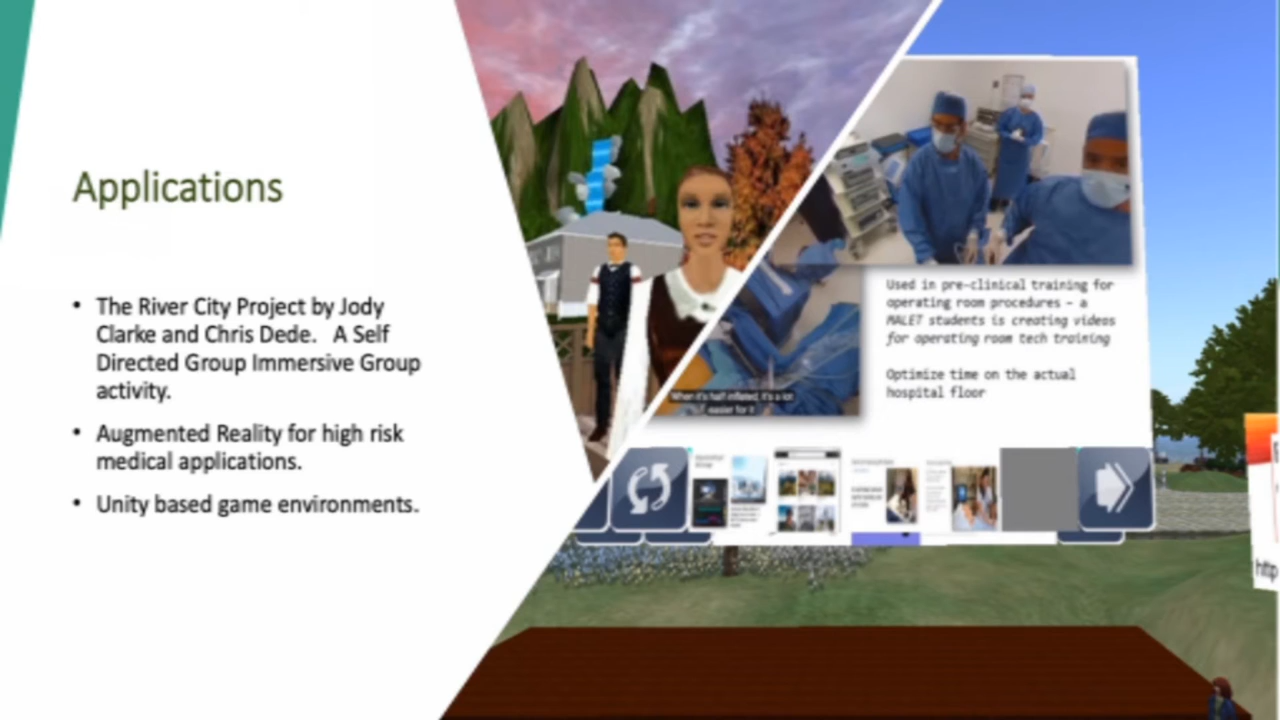 Applications
• The River City Project by Jody
Clarke and Chris Dede. A Self
Directed Group Immersive Group
activity.
• Augmented Reality for high risk
medical applications.
• Unity based game environments.
Used in pre-clinical training for
operating room procedures – a
MALET students is creating videos
for operating room tech training
Optimize time on the actual
hospital floor
When it's half inflated, it's a lot
easier for it
http